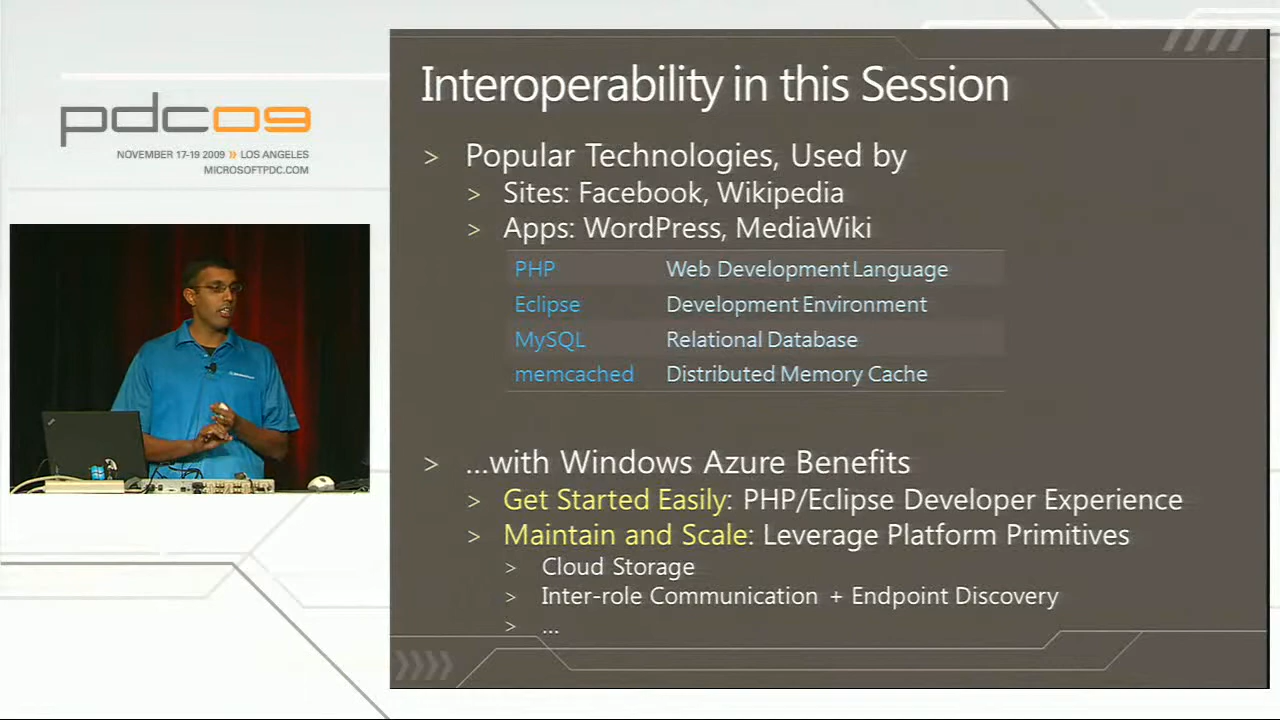 pdc09
NOVEMBER 17-19 2009 » LOS ANGELES
MICROSOFTPDC.COM
Interoperability in this Session
> Popular Technologies, Used by
> Sites: Facebook, Wikipedia
> Apps: WordPress, MediaWiki
PHP Web Development Language
Eclipse Development Environment
MySQL Relational Database
memcached Distributed Memory Cache
> ...with Windows Azure Benefits
> Get Started Easily: PHP/Eclipse Developer Experience
> Maintain and Scale: Leverage Platform Primitives
> Cloud Storage
> Inter-role Communication + Endpoint Discovery
> ...